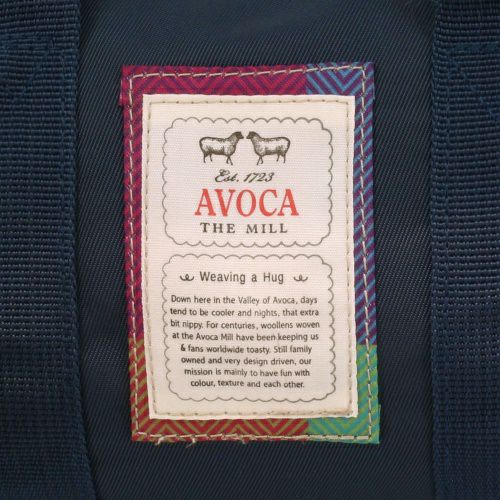 Est. 1723
AVOCA
THE MILL
Weaving a Hug
Down here in the Valley of Avoca, days
tend to be cooler and nights, that extra
bit nippy. For centuries, woollens woven
at the Avoca Mill have been keeping us
& fans worldwide toasty. Still family
owned and very design driven, our
mission is mainly to have fun with
colour, texture and each other.